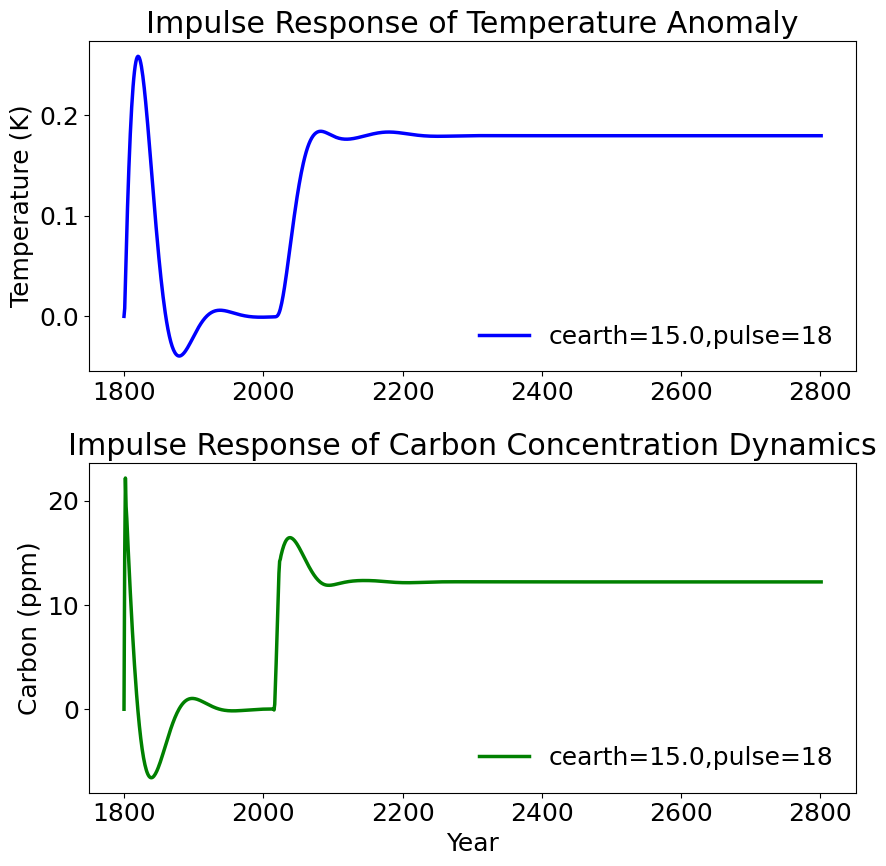 Impulse Response of Temperature Anomaly
Temperature (K)
0.2
0.1
0.0
cearth=15.0,pulse=18
1800 2000 2200 2400 2600 2800
Impulse Response of Carbon Concentration Dynamics
Carbon (ppm)
20
10
0
cearth=15.0,pulse=18
1800 2000 2200 2400 2600 2800
Year